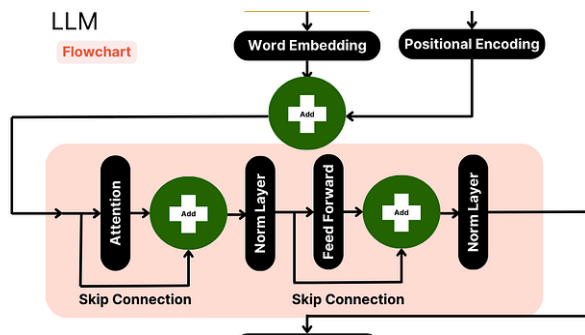 LLM
Flowchart
Word Embedding
Positional Encoding
Add
Attention
Add
Norm Layer
Feed Forward
Add
Norm Layer
Skip Connection
Skip Connection